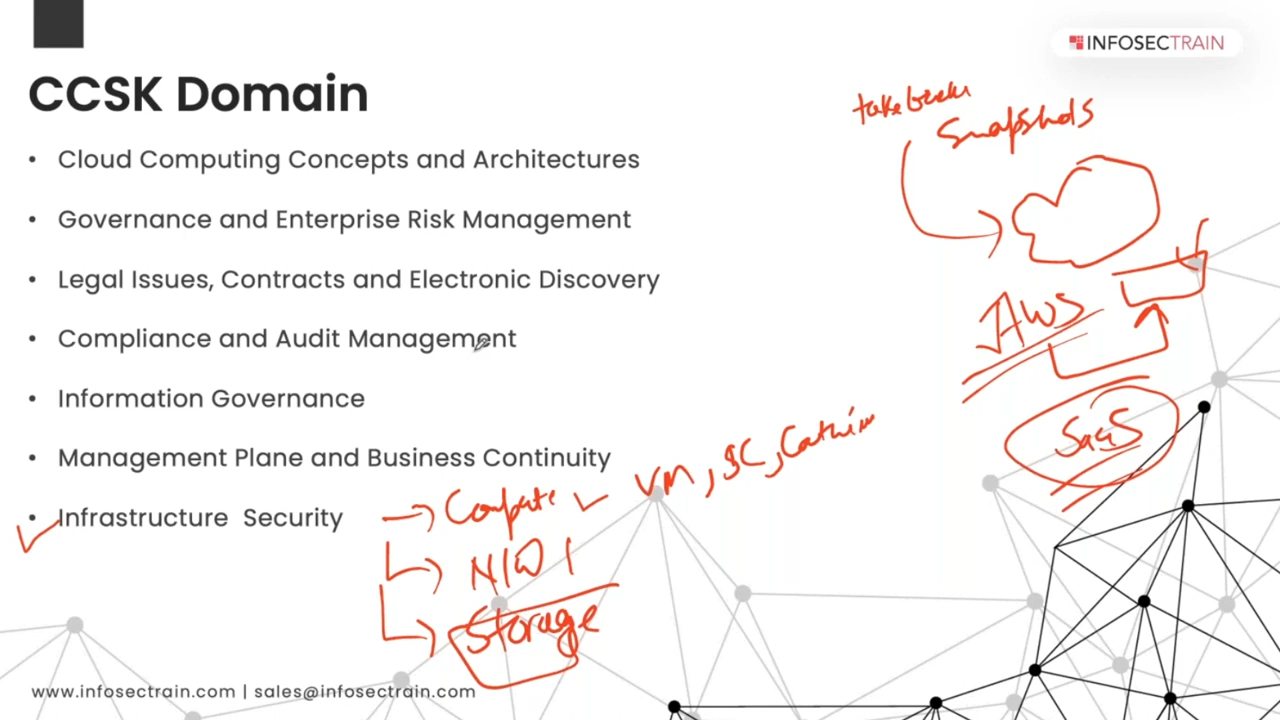 INFOSECTRAIN
CCSK Domain
take
Snapshots
• Cloud Computing Concepts and Architectures
• Governance and Enterprise Risk Management
• Legal Issues, Contracts and Electronic Discovery
AWS
• Compliance and Audit Management
• Information Governance
SaaS
• Management Plane and Business Continuity
VM, SC,
• Infrastructure Security
Compute
N/W
Storage
www.infosectrain.com | sales@infosectrain.com